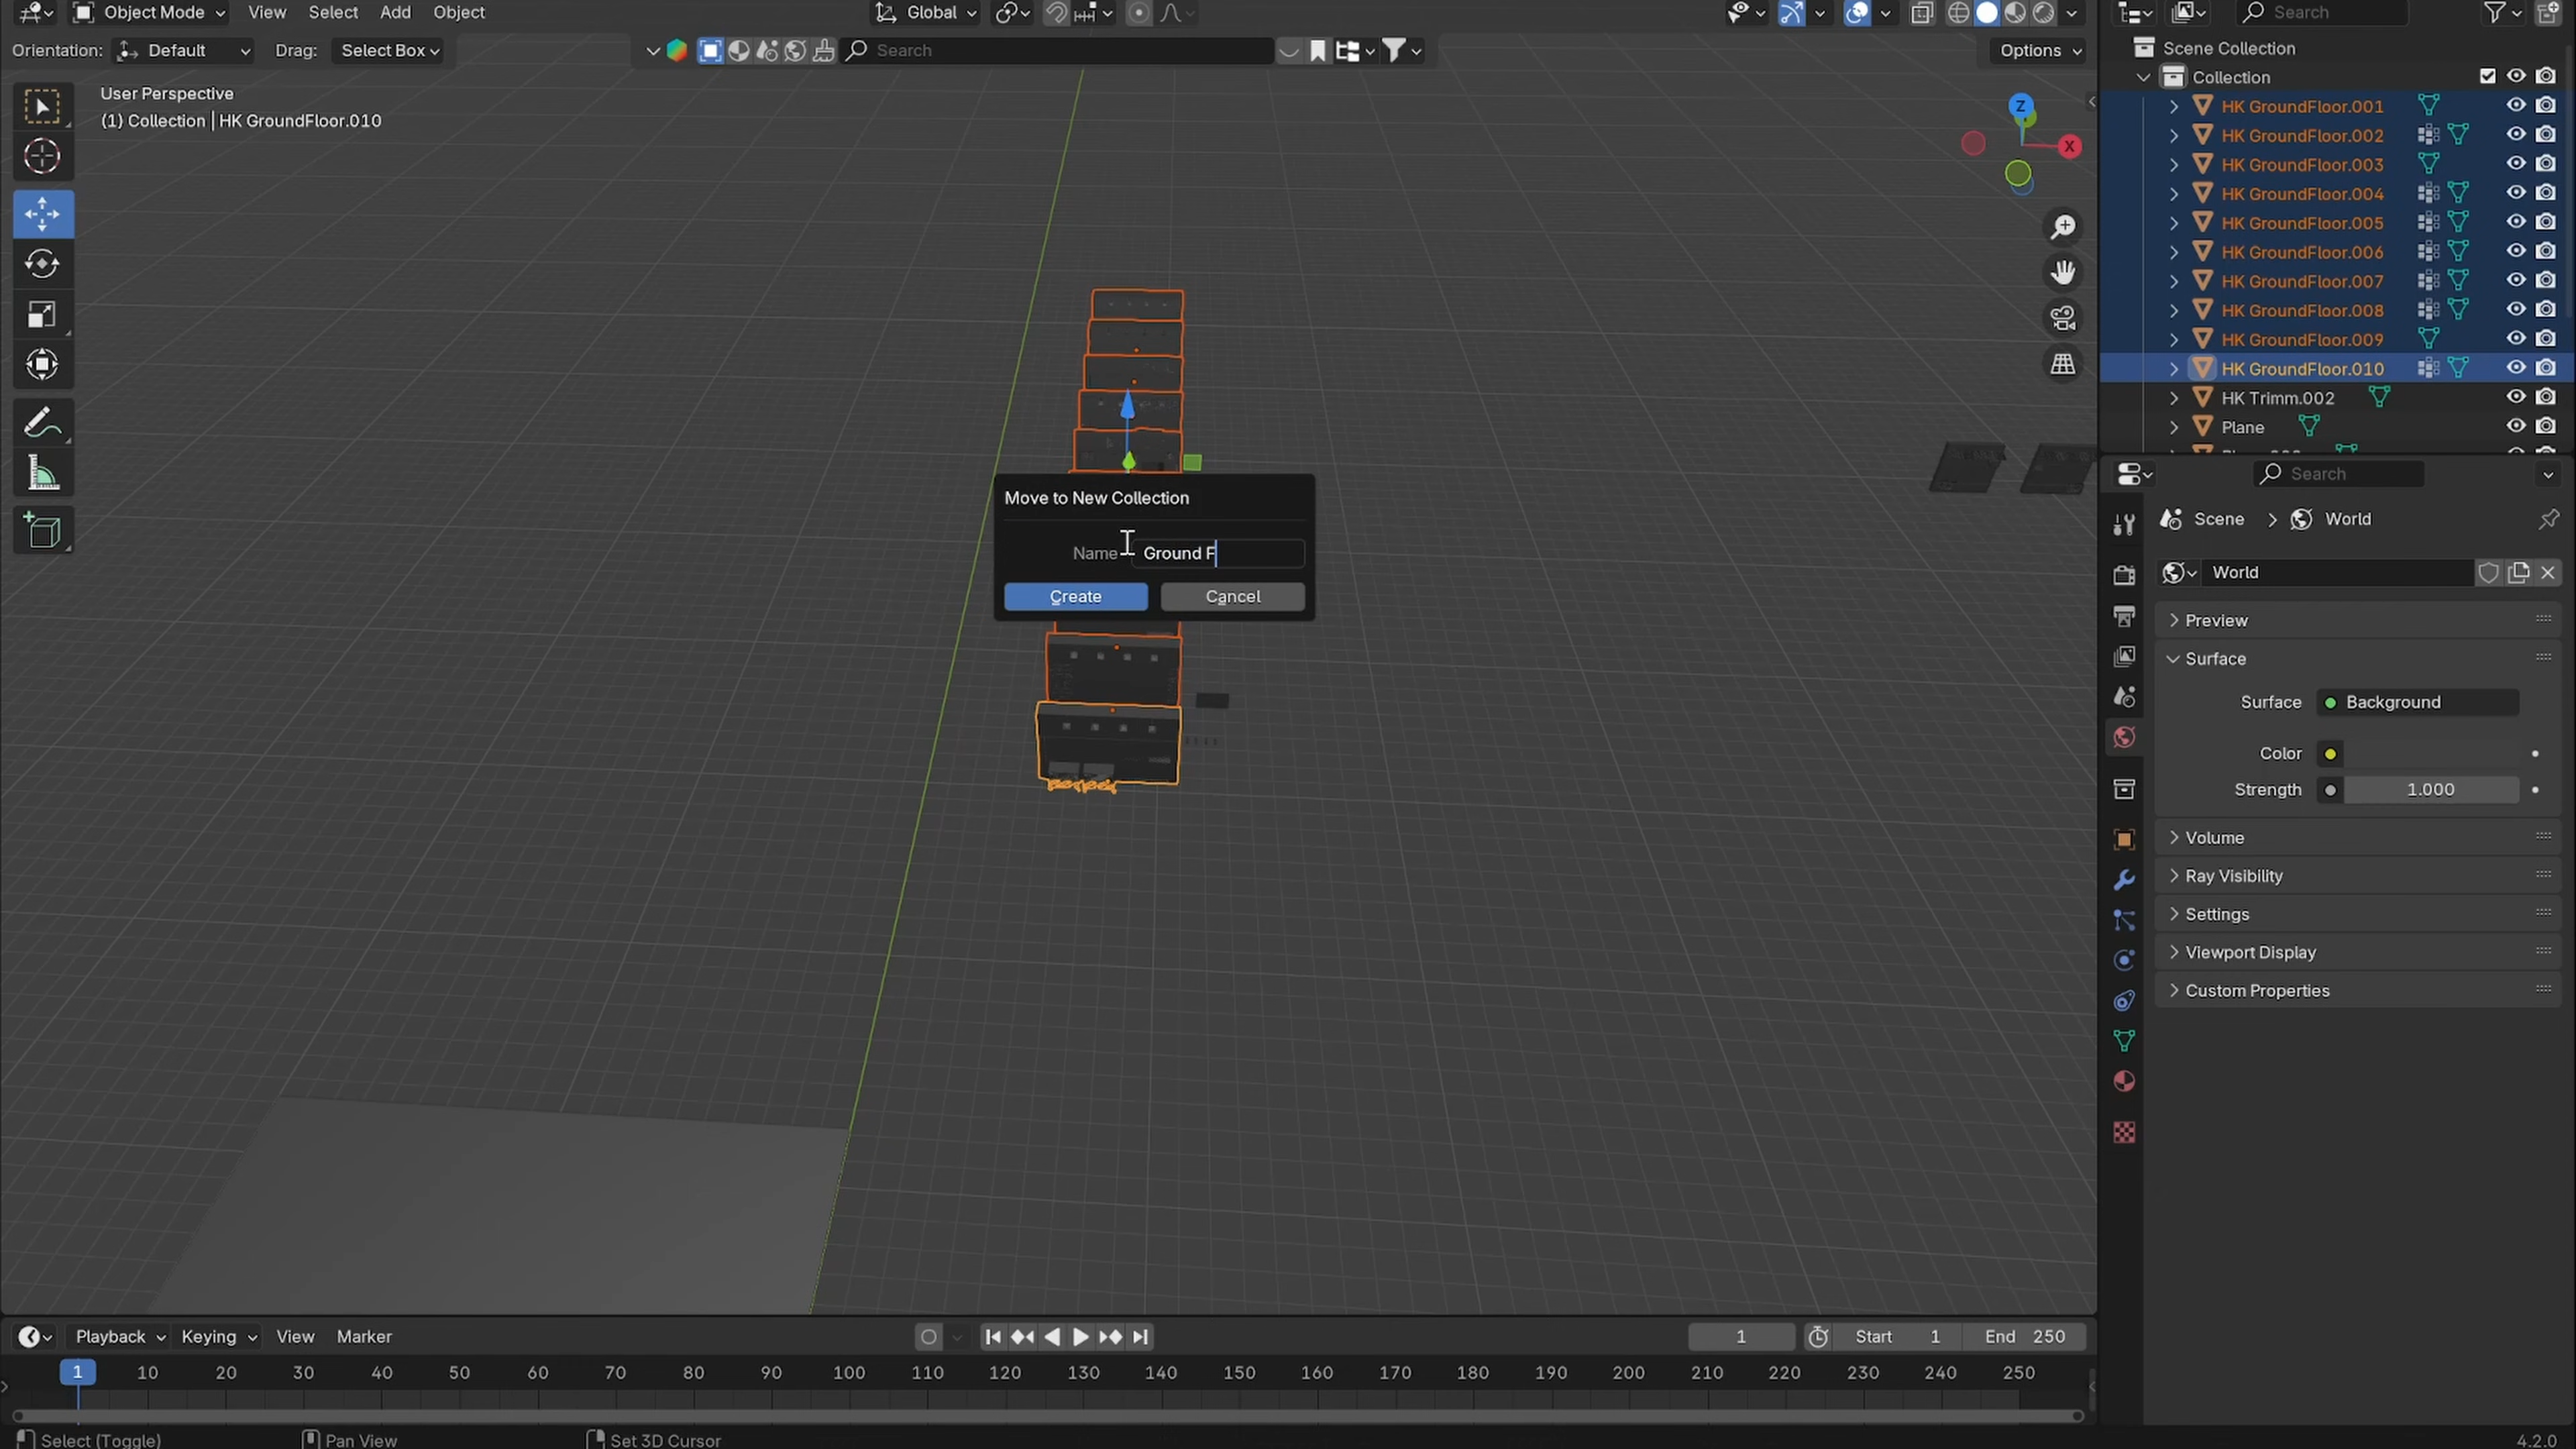 Object Mode View Select Add Object Global Search
Orientation: Default Drag: Select Box Search Options
User Perspective
(1) Collection | HK GroundFloor.010
Z
X
Move to New Collection
Name Ground F
Create Cancel
Scene Collection
Collection
HK GroundFloor.001
HK GroundFloor.002
HK GroundFloor.003
HK GroundFloor.004
HK GroundFloor.005
HK GroundFloor.006
HK GroundFloor.007
HK GroundFloor.008
HK GroundFloor.009
HK GroundFloor.010
HK Trimm.002
Plane
Search
Scene World
World
Preview
Surface
Surface Background
Color
Strength 1.000
Volume
Ray Visibility
Settings
Viewport Display
Custom Properties
Playback Keying View Marker 1 Start 1 End 250
1 10 20 30 40 50 60 70 80 90 100 110 120 130 140 150 160 170 180 190 200 210 220 230 240 250
Select (Toggle) Pan View Set 3D Cursor 4.2.0